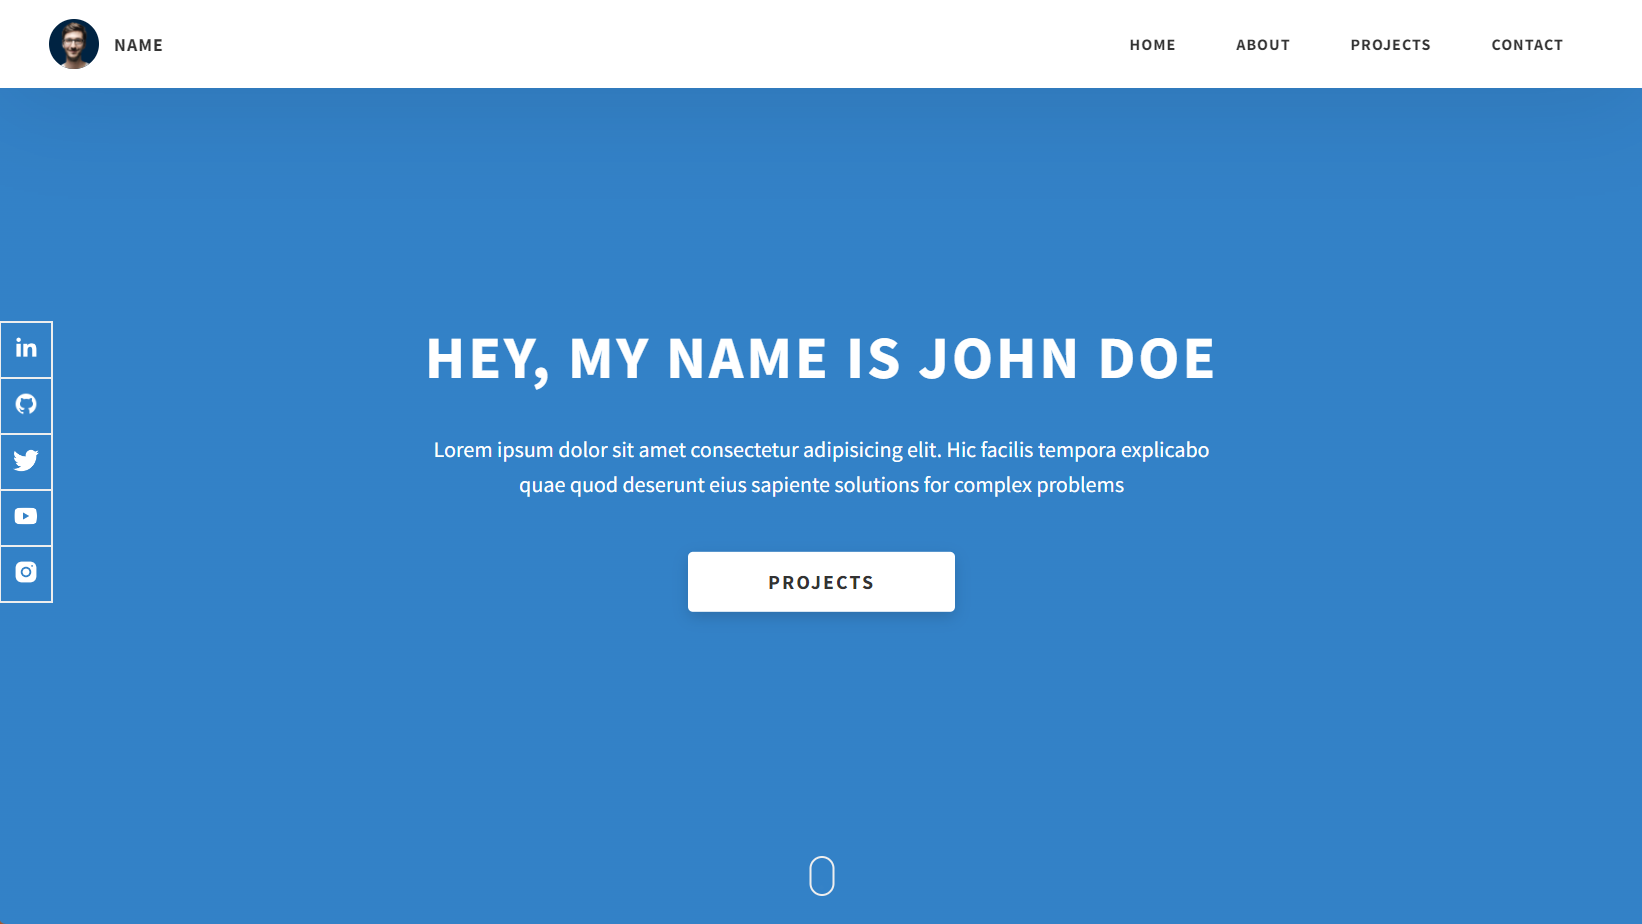 NAME
HOME
ABOUT
PROJECTS
CONTACT
HEY, MY NAME IS JOHN DOE
Lorem ipsum dolor sit amet consectetur adipisicing elit. Hic facilis tempora explicabo
quae quod deserunt eius sapiente solutions for complex problems
PROJECTS